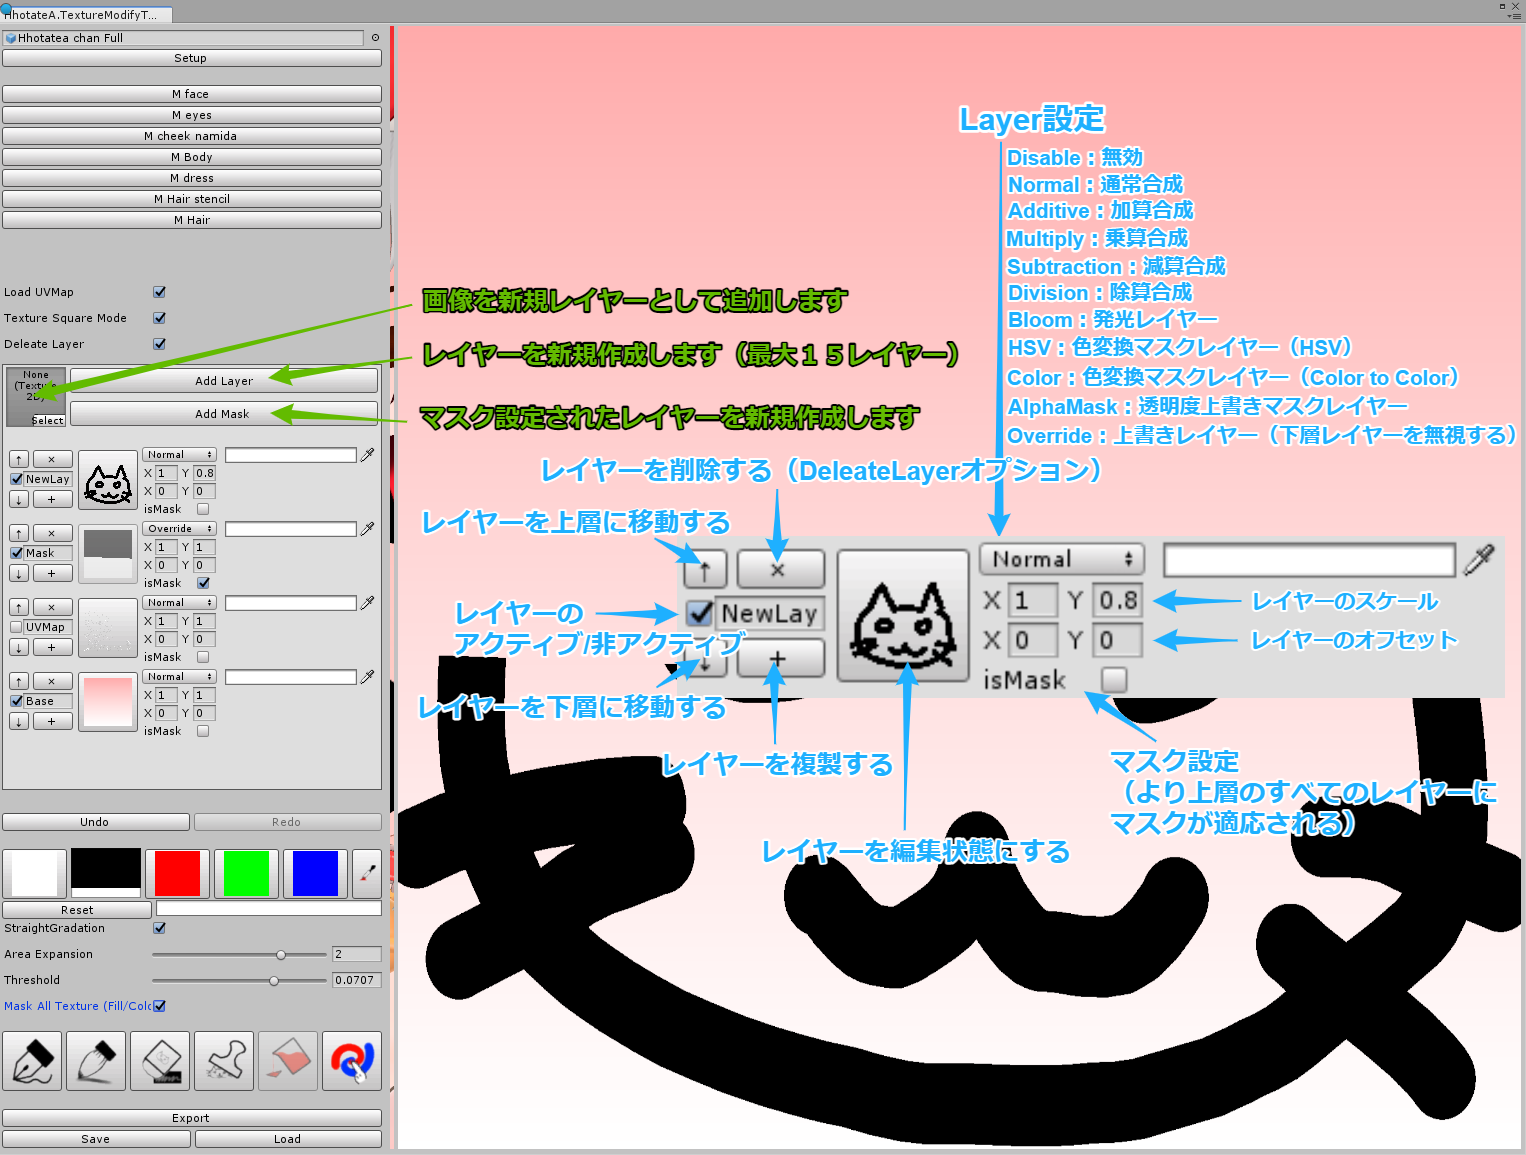 HhotateA.TextureModifyT...
Hhotatea chan Full
Setup
M face
M eyes
M cheek namida
M Body
M dress
M Hair stencil
M Hair
Load UVMap
Texture Square Mode
Deleate Layer
None
(Texture
2D)
Select
Add Layer
Add Mask
↑ ×
NewLay
↓ +
Normal
X 1 Y 0.8
X 0 Y 0
isMask
↑ ×
Mask
↓ +
Override
X 1 Y 1
X 0 Y 0
isMask
↑ ×
UVMap
↓ +
Normal
X 1 Y 1
X 0 Y 0
isMask
↑ ×
Base
↓ +
Normal
X 1 Y 1
X 0 Y 0
isMask
Undo
Redo
Reset
StraightGradation
Area Expansion
2
Threshold
0.0707
Mask All Texture (Fill/Colo
Export
Save
Load
画像を新規レイヤーとして追加します
レイヤーを新規作成します（最大１５レイヤー）
マスク設定されたレイヤーを新規作成します
Layer設定
Disable：無効
Normal：通常合成
Additive：加算合成
Multiply：乗算合成
Subtraction：減算合成
Division：除算合成
Bloom：発光レイヤー
HSV：色変換マスクレイヤー（HSV）
Color：色変換マスクレイヤー（Color to Color）
AlphaMask：透明度上書きマスクレイヤー
Override：上書きレイヤー（下層レイヤーを無視する）
レイヤーを削除する（DeleateLayerオプション）
レイヤーを上層に移動する
レイヤーの
アクティブ/非アクティブ
レイヤーを下層に移動する
↑ ×
NewLay
↓ +
Normal
X 1 Y 0.8
X 0 Y 0
isMask
レイヤーのスケール
レイヤーのオフセット
レイヤーを複製する
レイヤーを編集状態にする
マスク設定
（より上層のすべてのレイヤーに
マスクが適応される）